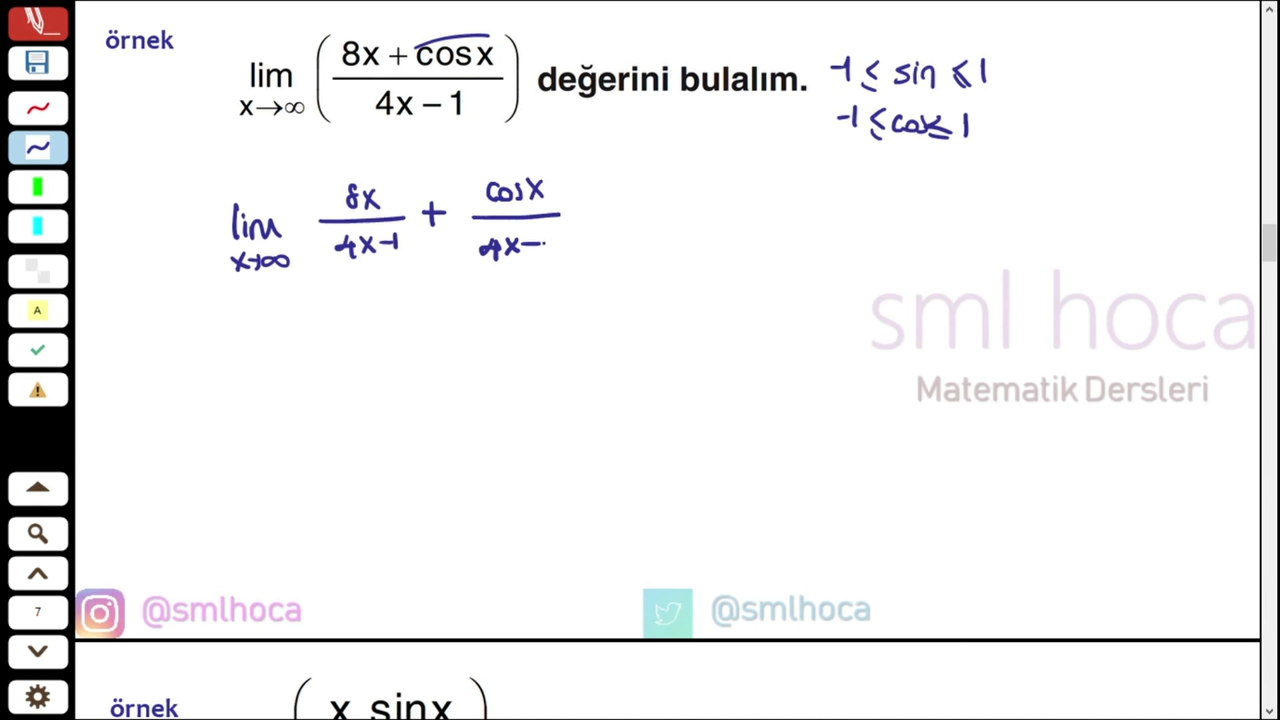 örnek
lim x→∞ ( 8x + cos x / 4x − 1 ) değerini bulalım.
-1 ≤ sin ≤ 1
-1 ≤ cos ≤ 1
lim x→∞ 8x / 4x-1 + cosx / 4x-
sml hoca
Matematik Dersleri
A
7
@smlhoca @smlhoca
örnek ( x sinx )